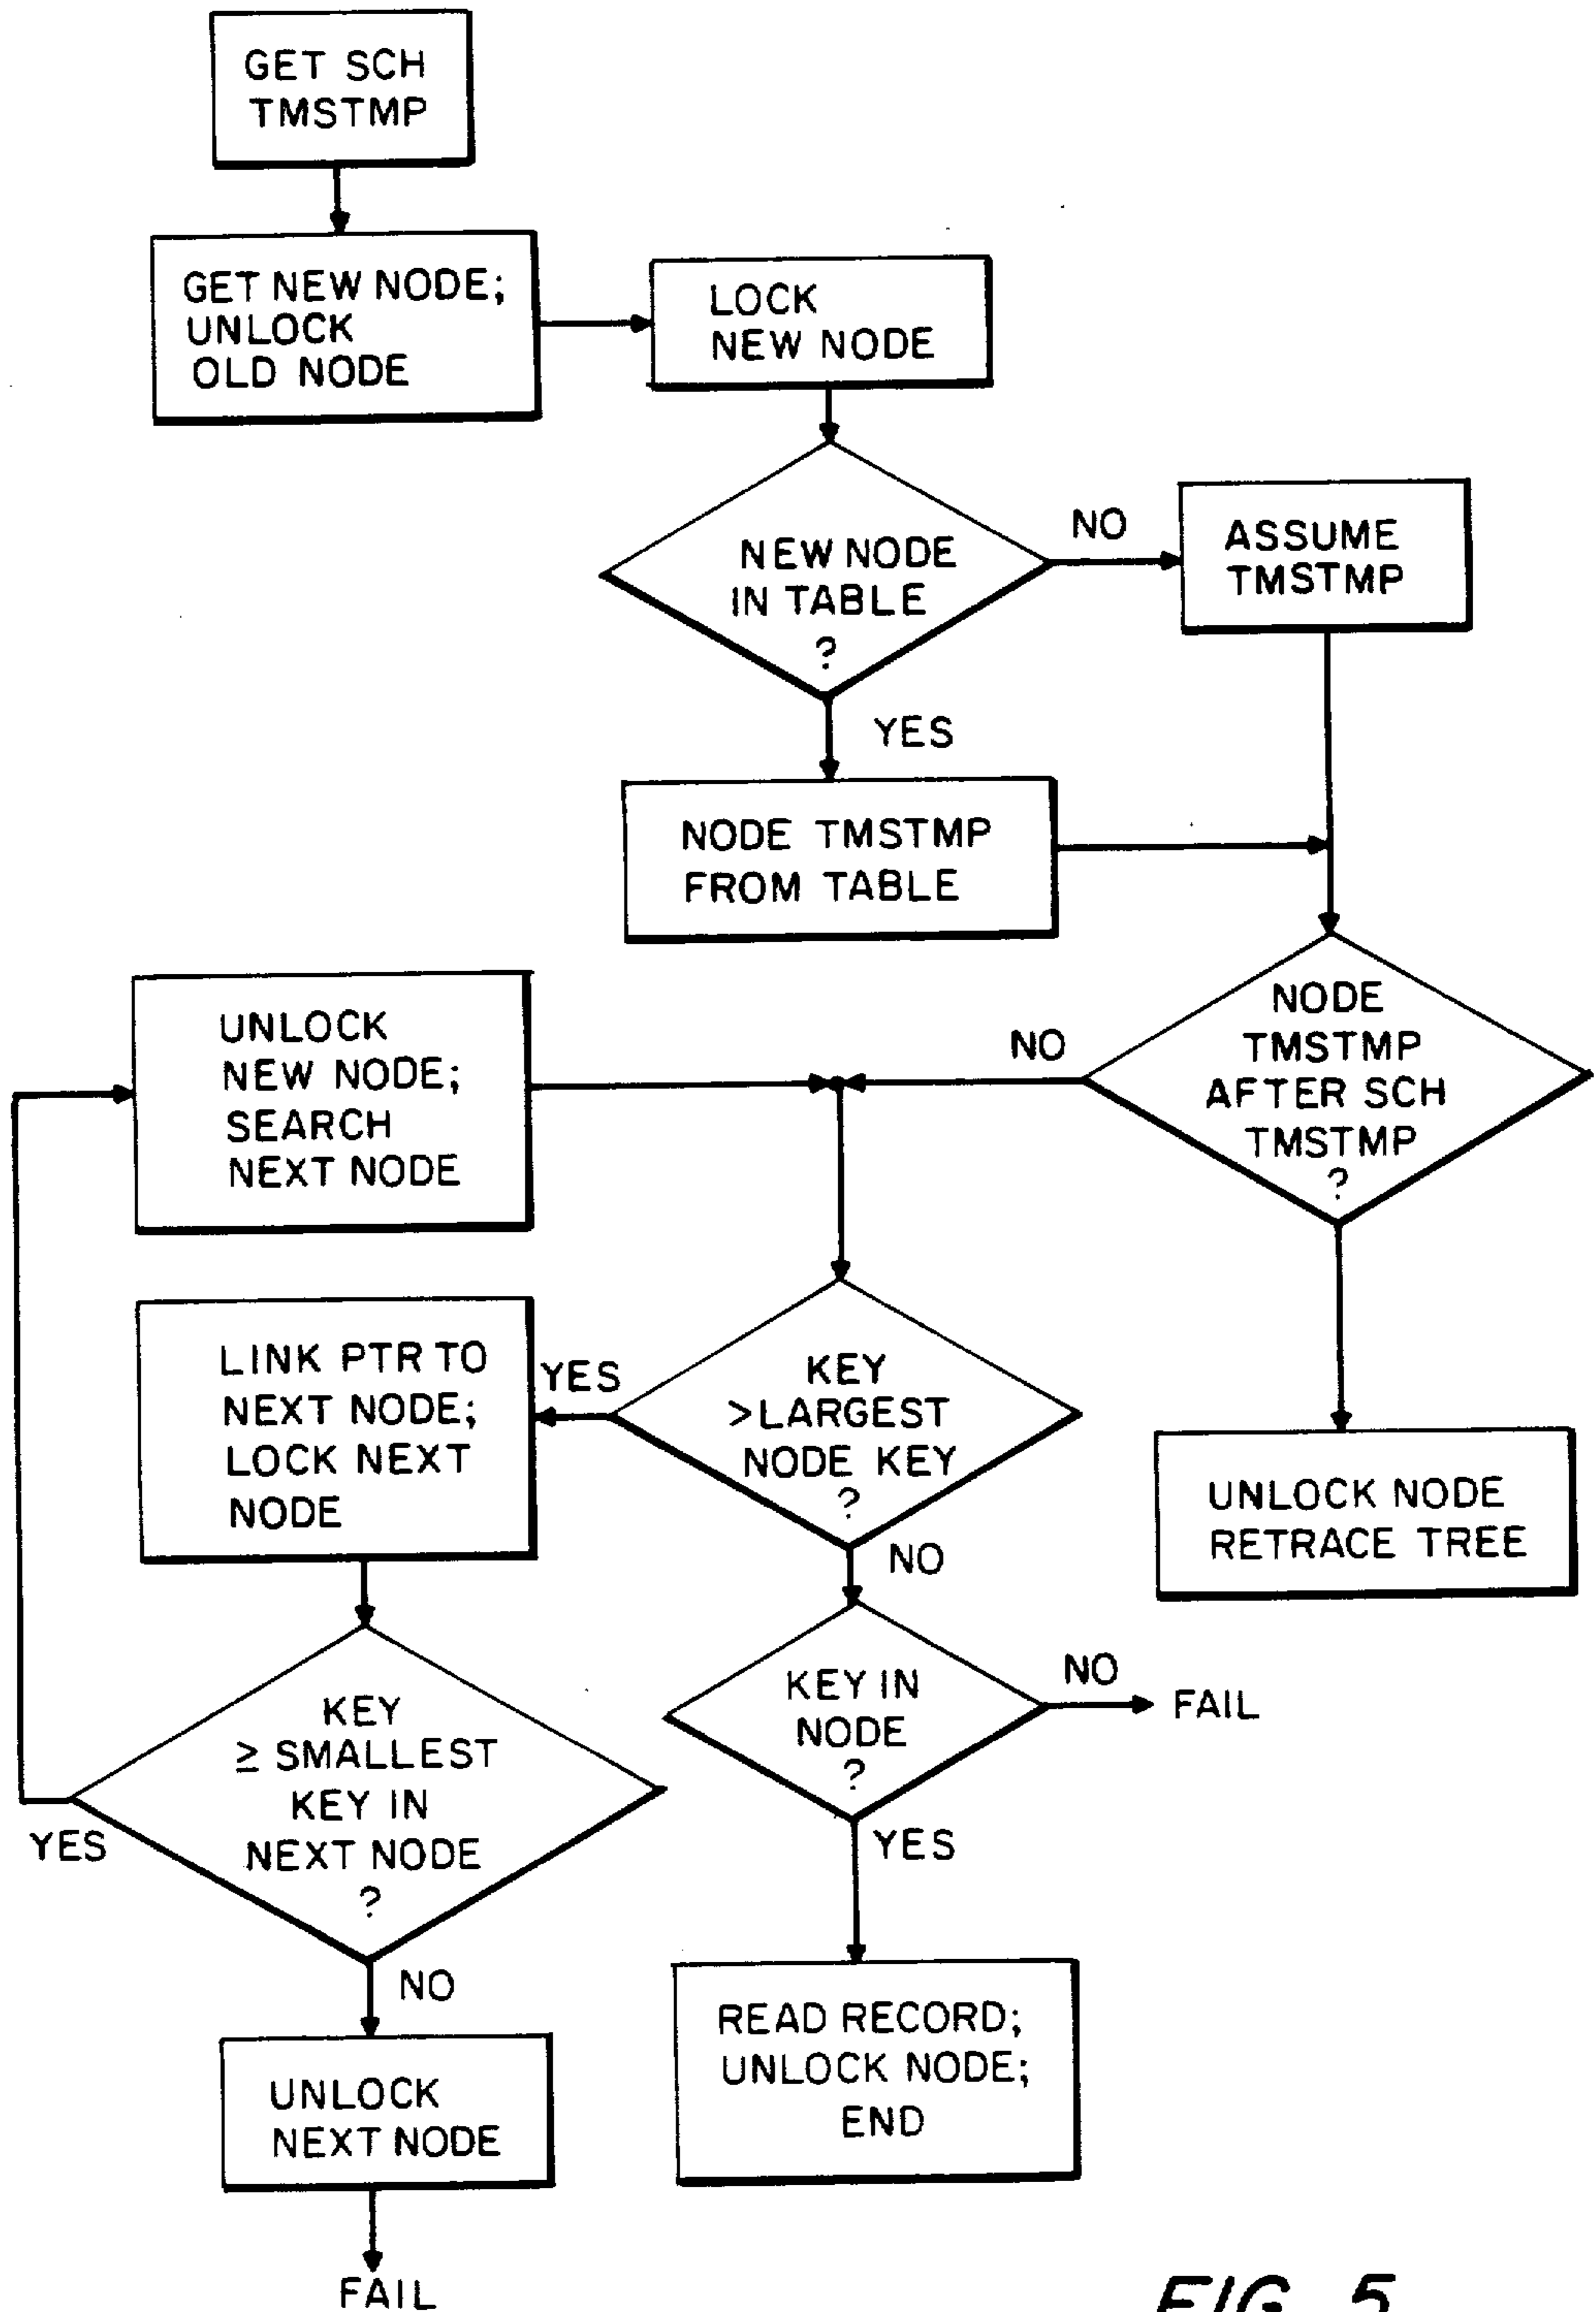 GET SCH
TMSTMP
GET NEW NODE;
UNLOCK
OLD NODE
LOCK
NEW NODE
NEW NODE
IN TABLE
?
NO
ASSUME
TMSTMP
YES
NODE TMSTMP
FROM TABLE
NODE
TMSTMP
AFTER SCH
TMSTMP
?
NO
UNLOCK
NEW NODE;
SEARCH
NEXT NODE
LINK PTR TO
NEXT NODE;
LOCK NEXT
NODE
YES
KEY
>LARGEST
NODE KEY
?
NO
UNLOCK NODE
RETRACE TREE
KEY
≥ SMALLEST
KEY IN
NEXT NODE
?
YES
KEY IN
NODE
?
NO
FAIL
YES
NO
UNLOCK
NEXT NODE
READ RECORD;
UNLOCK NODE;
END
FAIL
FIG. 5